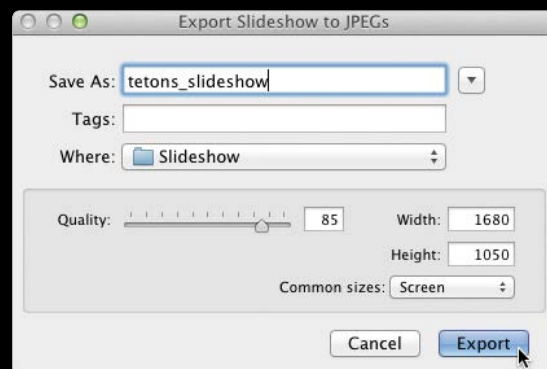 Export Slideshow to JPEGs
Save As: tetons_slideshow
Tags:
Where: Slideshow
Quality: 85 Width: 1680
Height: 1050
Common sizes: Screen
Cancel Export